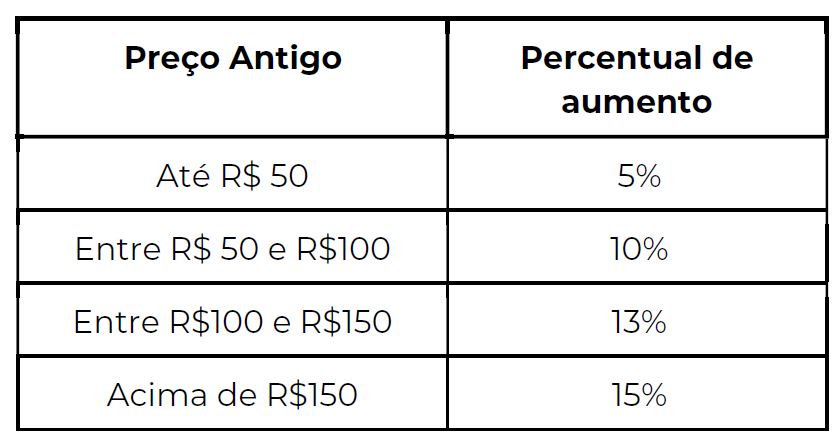 Preço Antigo
Percentual de
aumento
Até R$ 50
5%
Entre R$ 50 e R$100
10%
Entre R$100 e R$150
13%
Acima de R$150
15%